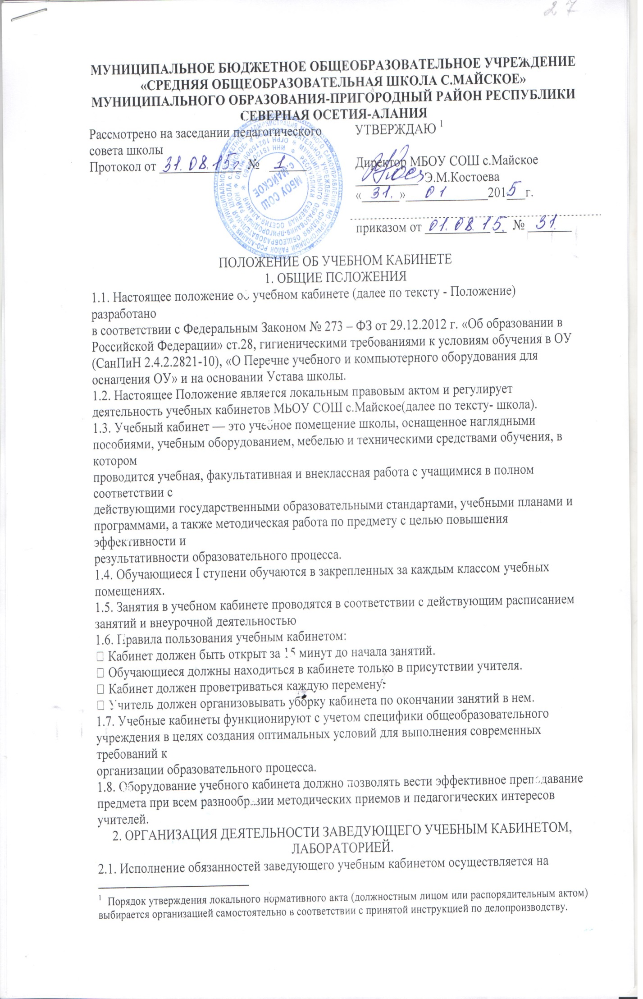 27
МУНИЦИПАЛЬНОЕ БЮДЖЕТНОЕ ОБЩЕОБРАЗОВАТЕЛЬНОЕ УЧРЕЖДЕНИЕ
«СРЕДНЯЯ ОБЩЕОБРАЗОВАТЕЛЬНАЯ ШКОЛА С.МАЙСКОЕ»
МУНИЦИПАЛЬНОГО ОБРАЗОВАНИЯ-ПРИГОРОДНЫЙ РАЙОН РЕСПУБЛИКИ
СЕВЕРНАЯ ОСЕТИЯ-АЛАНИЯ
Рассмотрено на заседании педагогического
совета школы
Протокол от 31.08.15г № 1
МБОУ СОШ
с.МАЙСКОЕ
УТВЕРЖДАЮ 1
Директор МБОУ СОШ с.Майское
Э.М.Костоева
«31.» 01 2015 г.
приказом от 01.08.15. № 31.
ПОЛОЖЕНИЕ ОБ УЧЕБНОМ КАБИНЕТЕ
1. ОБЩИЕ ПОЛОЖЕНИЯ
1.1. Настоящее положение об учебном кабинете (далее по тексту - Положение)
разработано
в соответствии с Федеральным Законом № 273 – ФЗ от 29.12.2012 г. «Об образовании в
Российской Федерации» ст.28, гигиеническими требованиями к условиям обучения в ОУ
(СанПиН 2.4.2.2821-10), «О Перечне учебного и компьютерного оборудования для
оснащения ОУ» и на основании Устава школы.
1.2. Настоящее Положение является локальным правовым актом и регулирует
деятельность учебных кабинетов МБОУ СОШ с.Майское(далее по тексту- школа).
1.3. Учебный кабинет — это учебное помещение школы, оснащенное наглядными
пособиями, учебным оборудованием, мебелью и техническими средствами обучения, в
котором
проводится учебная, факультативная и внеклассная работа с учащимися в полном
соответствии с
действующими государственными образовательными стандартами, учебными планами и
программами, а также методическая работа по предмету с целью повышения
эффективности и
результативности образовательного процесса.
1.4. Обучающиеся I ступени обучаются в закрепленных за каждым классом учебных
помещениях.
1.5. Занятия в учебном кабинете проводятся в соответствии с действующим расписанием
занятий и внеурочной деятельностью
1.6. Правила пользования учебным кабинетом:
 Кабинет должен быть открыт за 15 минут до начала занятий.
 Обучающиеся должны находиться в кабинете только в присутствии учителя.
 Кабинет должен проветриваться каждую перемену:
 Учитель должен организовывать уборку кабинета по окончании занятий в нем.
1.7. Учебные кабинеты функционируют с учетом специфики общеобразовательного
учреждения в целях создания оптимальных условий для выполнения современных
требований к
организации образовательного процесса.
1.8. Оборудование учебного кабинета должно позволять вести эффективное преподавание
предмета при всем разнообразии методических приемов и педагогических интересов
учителей.
2. ОРГАНИЗАЦИЯ ДЕЯТЕЛЬНОСТИ ЗАВЕДУЮЩЕГО УЧЕБНЫМ КАБИНЕТОМ,
ЛАБОРАТОРИЕЙ.
2.1. Исполнение обязанностей заведующего учебным кабинетом осуществляется на
1 Порядок утверждения локального нормативного акта (должностным лицом или распорядительным актом)
выбирается организацией самостоятельно в соответствии с принятой инструкцией по делопроизводству.